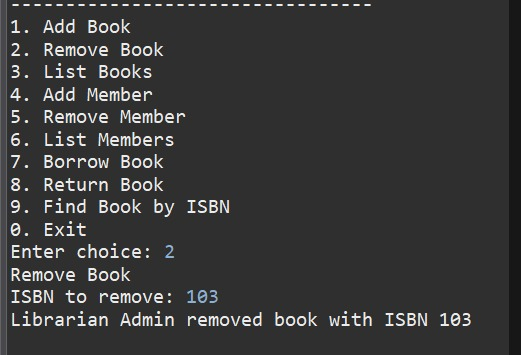 ---------------------------------
1. Add Book
2. Remove Book
3. List Books
4. Add Member
5. Remove Member
6. List Members
7. Borrow Book
8. Return Book
9. Find Book by ISBN
0. Exit
Enter choice: 2
Remove Book
ISBN to remove: 103
Librarian Admin removed book with ISBN 103